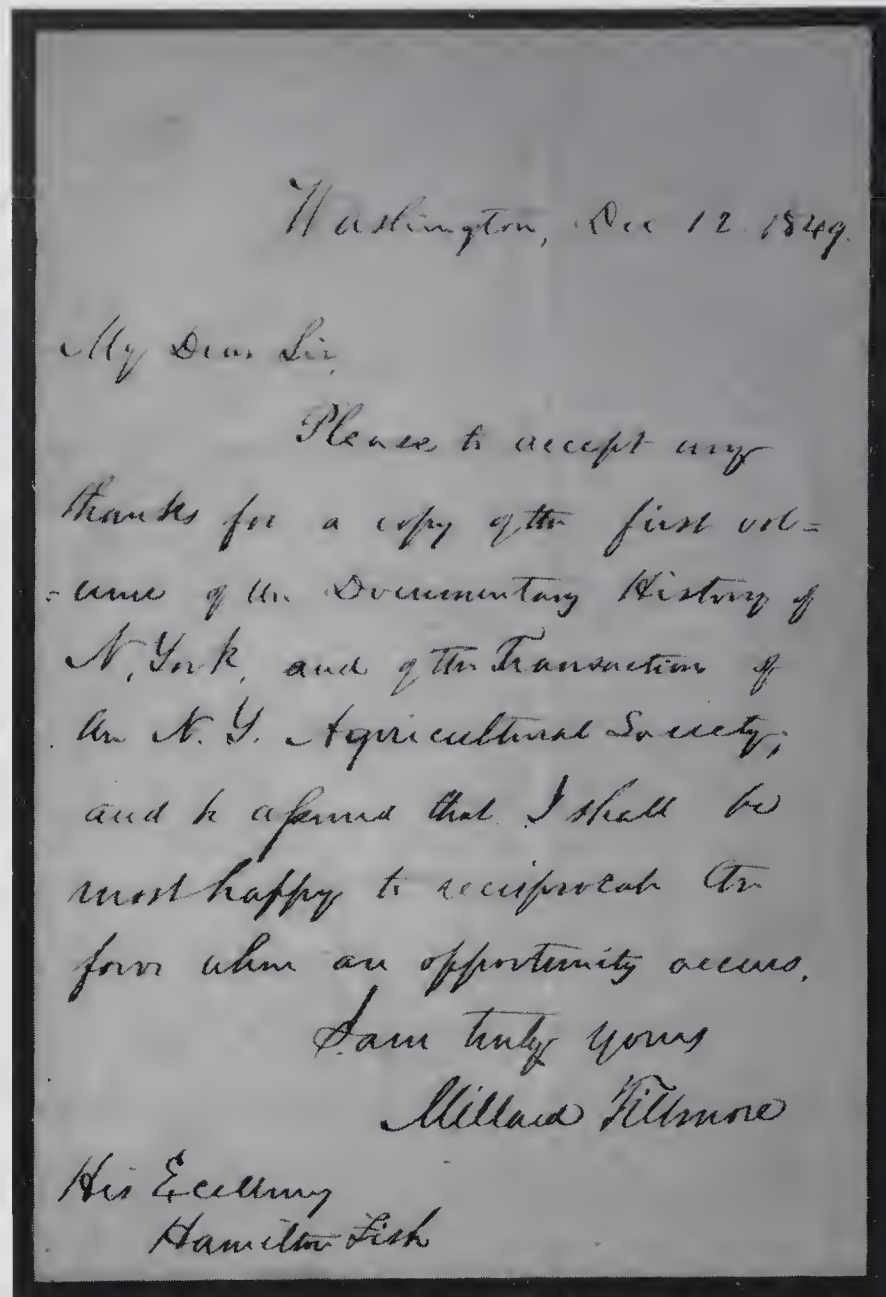 Washington, Dec 12. 1849.
My Dear Sir,
Please to accept my
thanks for a copy of the first vol=
=ume of the Documentary History of
N. York, and of the Transaction of
the N. Y. Agricultural Society,
and be assured that I shall be
most happy to reciprocate the
favor when an opportunity occurs.
I am truly yours
Millard Fillmore
His Excellency
Hamilton Fish